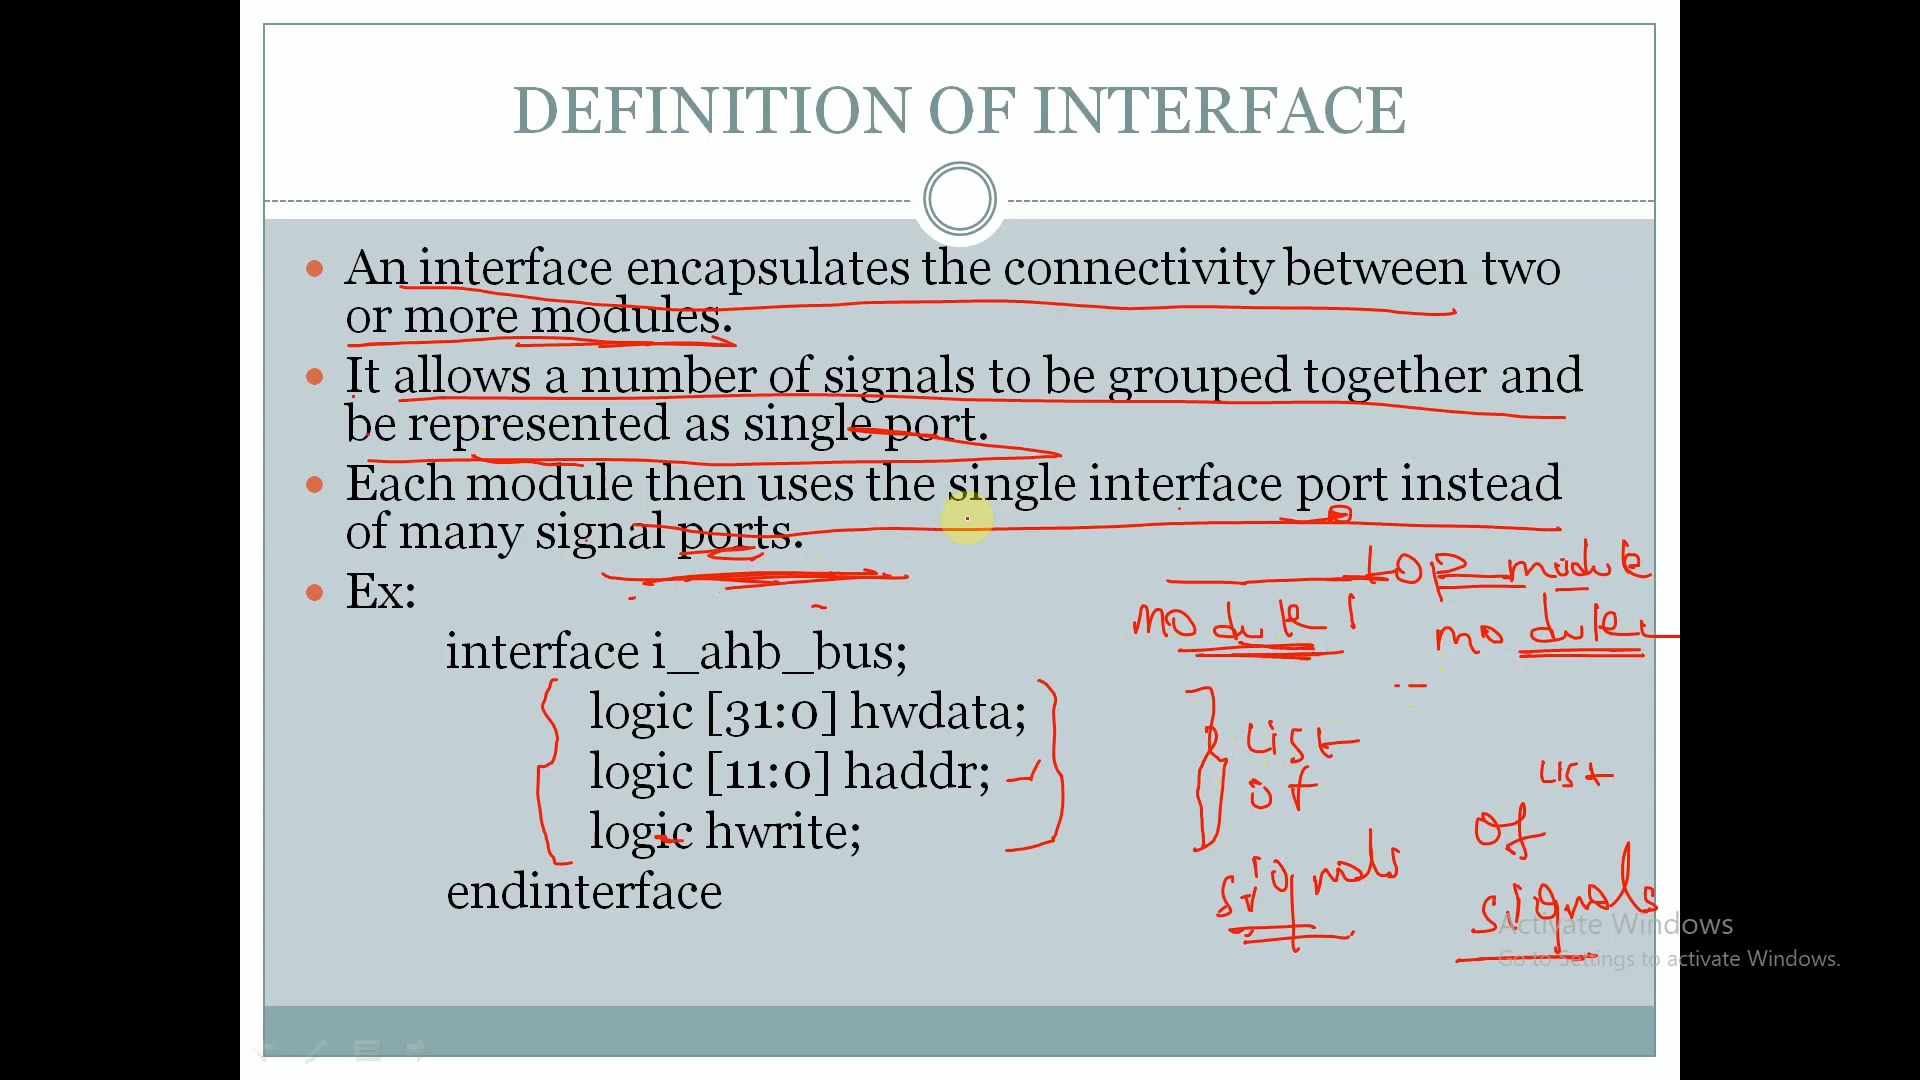 DEFINITION OF INTERFACE
An interface encapsulates the connectivity between two
or more modules.
It allows a number of signals to be grouped together and
be represented as single port.
Each module then uses the single interface port instead
of many signal ports.
Ex:
interface i_ahb_bus;
logic [31:0] hwdata;
logic [11:0] haddr;
logic hwrite;
endinterface
top module
module 1
module
List
of
signals
List
of
signals
Activate Windows
Go to Settings to activate Windows.